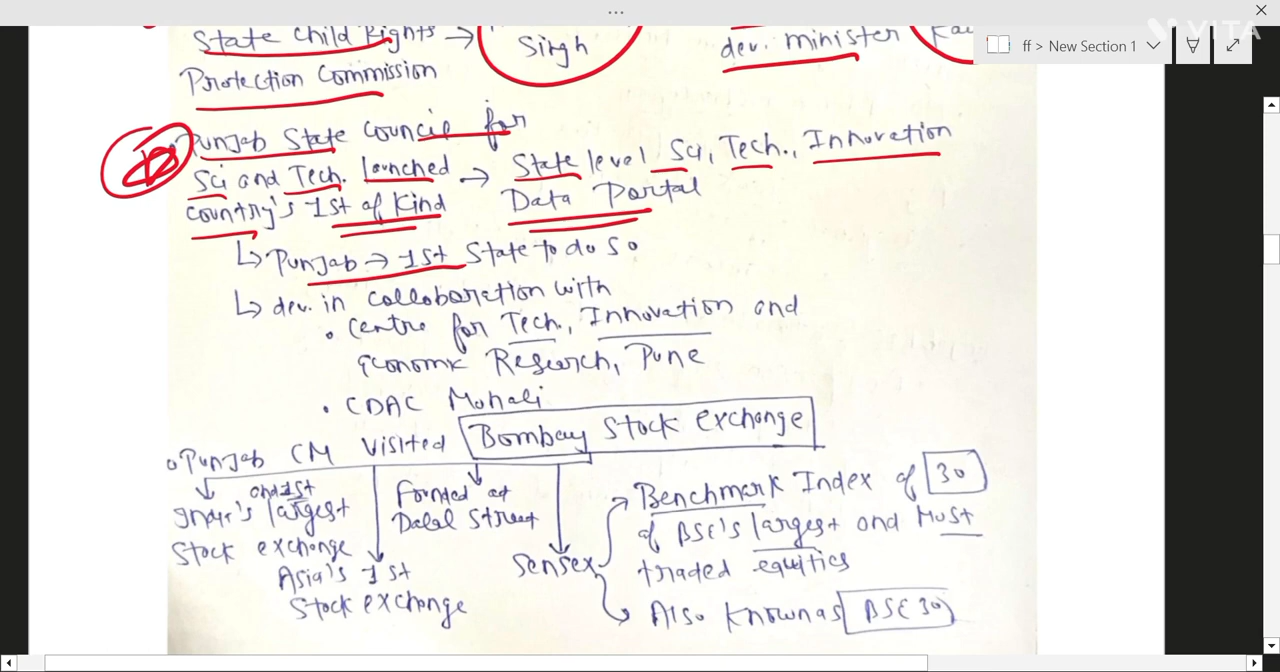 ...
VITA
ff > New Section 1
State Child Rights → Singh
dev. minister
Protection Commission
Punjab State Council for
Sci and Tech. launched → State level Sci, Tech., Innovation
country's 1st of Kind Data Portal
↳ Punjab → 1st State to do so
↳ dev. in collaboration with
• Centre for Tech., Innovation and
Economic Research, Pune
• CDAC Mohali
Punjab CM visited Bombay Stock exchange
and 1st
largest
stock exchange
Asia's 1st
stock exchange
Founded at
Dalal Street
Sensex
Benchmark Index of 30
of BSE's largest and Most
traded equities
Also known as BSE 30